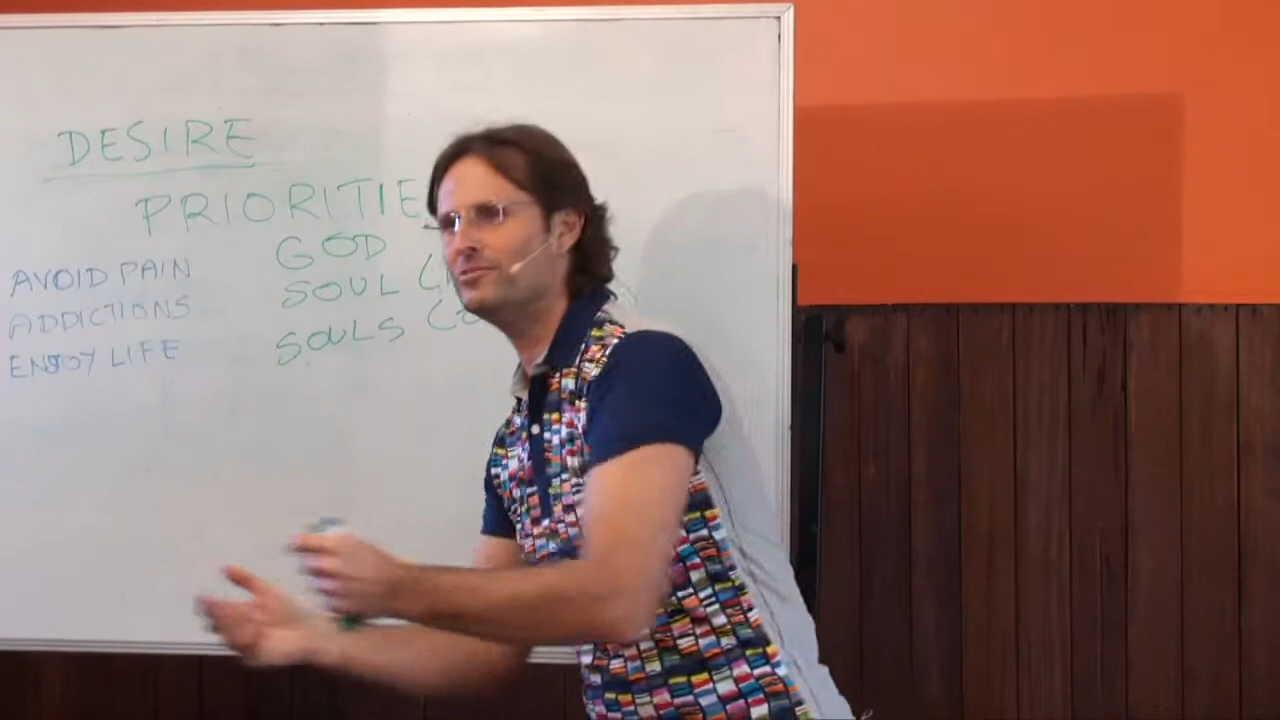 DESIRE
PRIORITIE
AVOID PAIN
ADDICTIONS
ENJOY LIFE
GOD
SOUL (
SOULS (